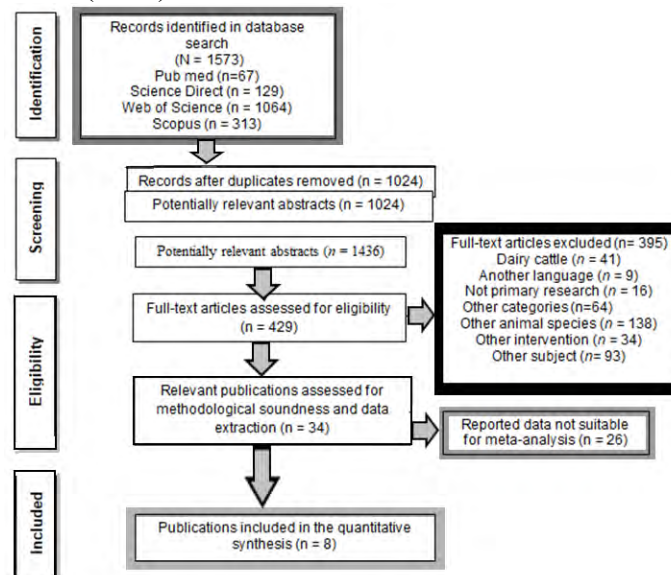 Identification
Records identified in database
search
(N = 1573)
Pub med (n=67)
Science Direct (n = 129)
Web of Science (n = 1064)
Scopus (n = 313)
Screening
Records after duplicates removed (n = 1024)
Potentially relevant abstracts (n = 1024)
Potentially relevant abstracts (n = 1436)
Eligibility
Full-text articles assessed for eligibility
(n = 429)
Full-text articles excluded (n= 395)
Dairy cattle (n = 41)
Another language (n = 9)
Not primary research (n = 16)
Other categories (n=64)
Other animal species (n = 138)
Other intervention (n = 34)
Other subject (n= 93)
Relevant publications assessed for
methodological soundness and data
extraction (n = 34)
Reported data not suitable
for meta-analysis (n = 26)
Included
Publications included in the quantitative
synthesis (n = 8)